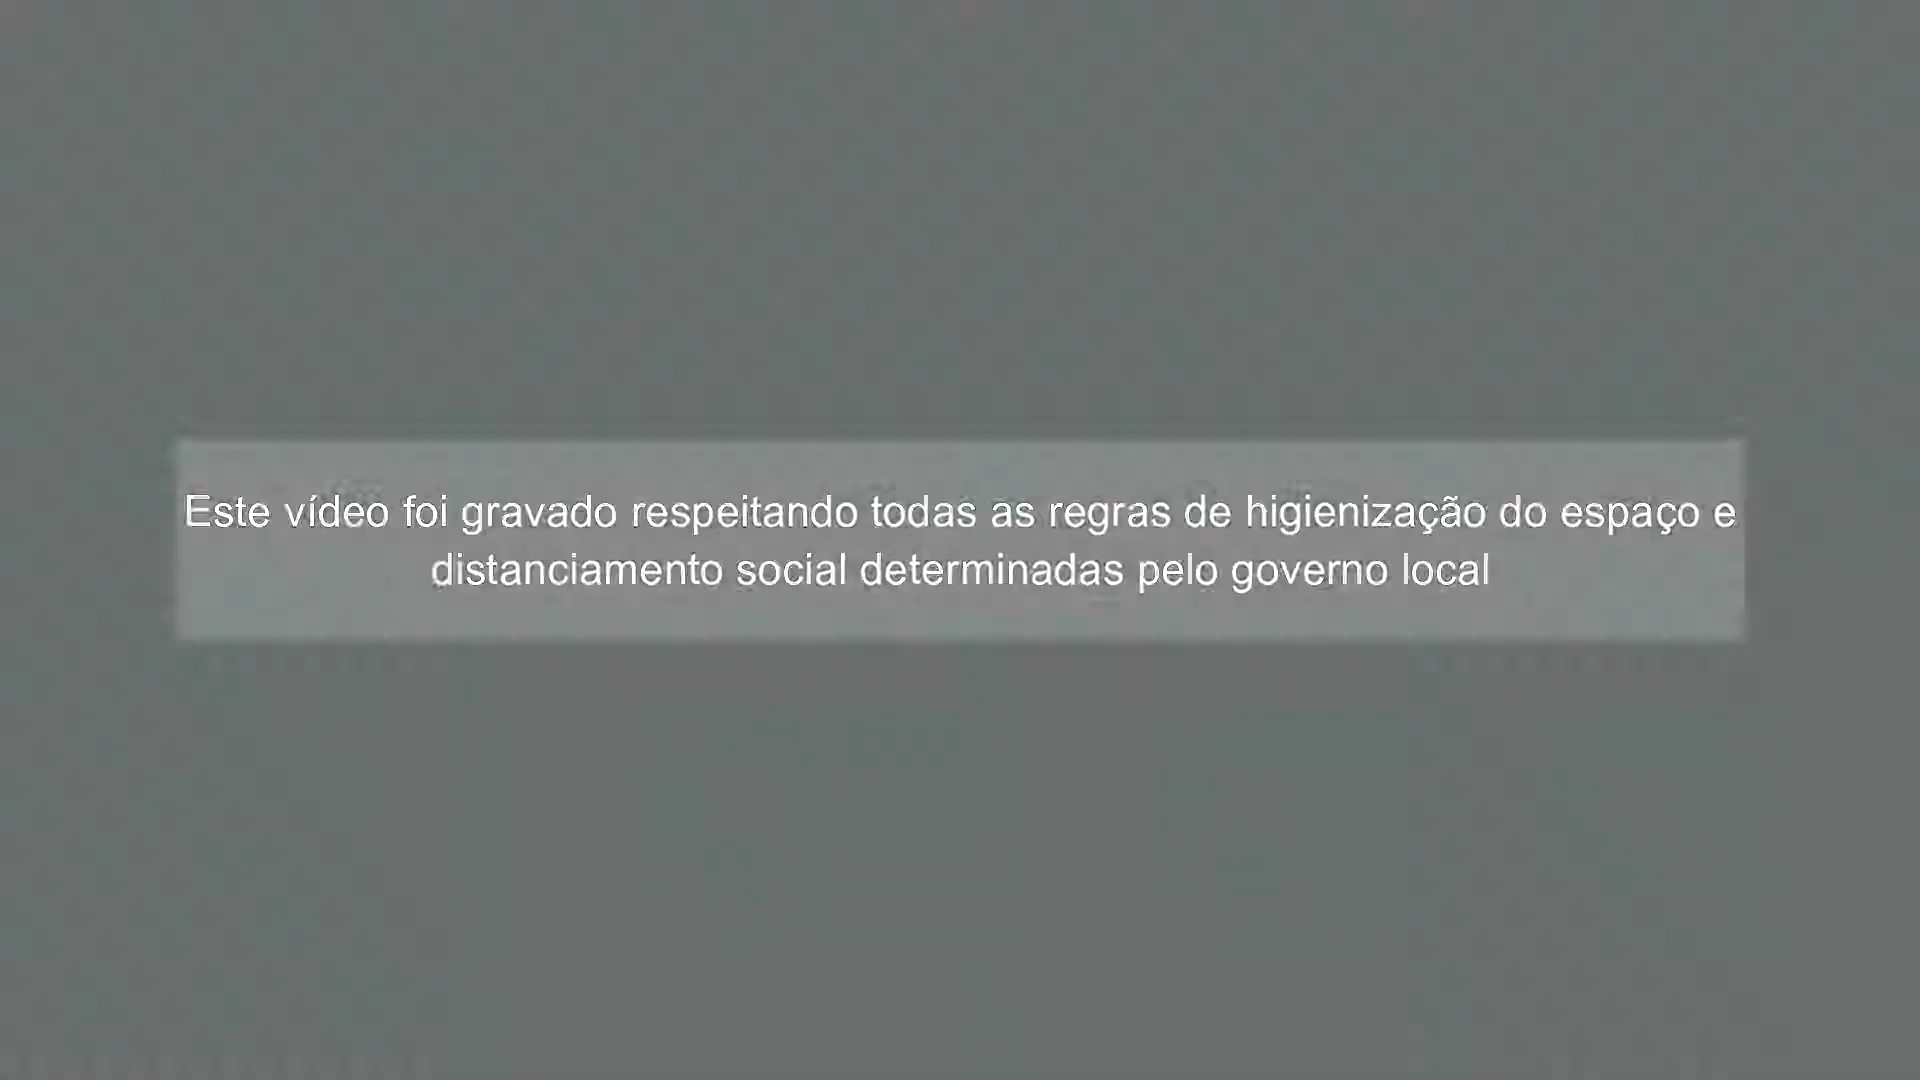 Este vídeo foi gravado respeitando todas as regras de higienização do espaço e
distanciamento social determinadas pelo governo local